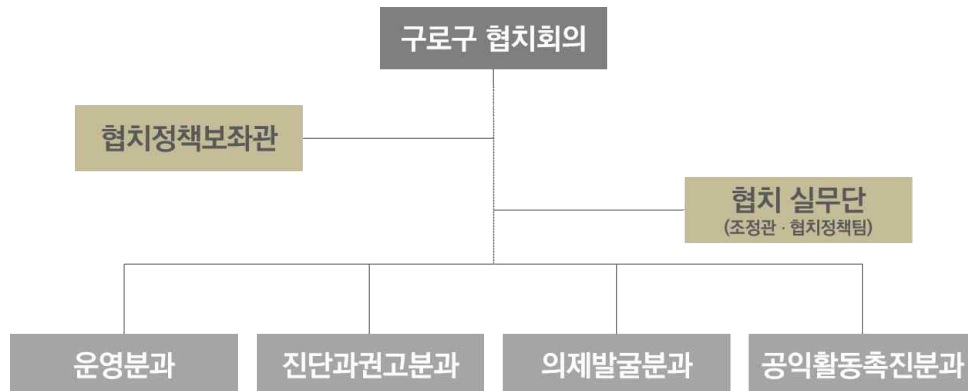 구로구 협치회의
협치정책보좌관
협치 실무단
(조정관 · 협치정책팀)
운영분과
진단과권고분과
의제발굴분과
공익활동촉진분과